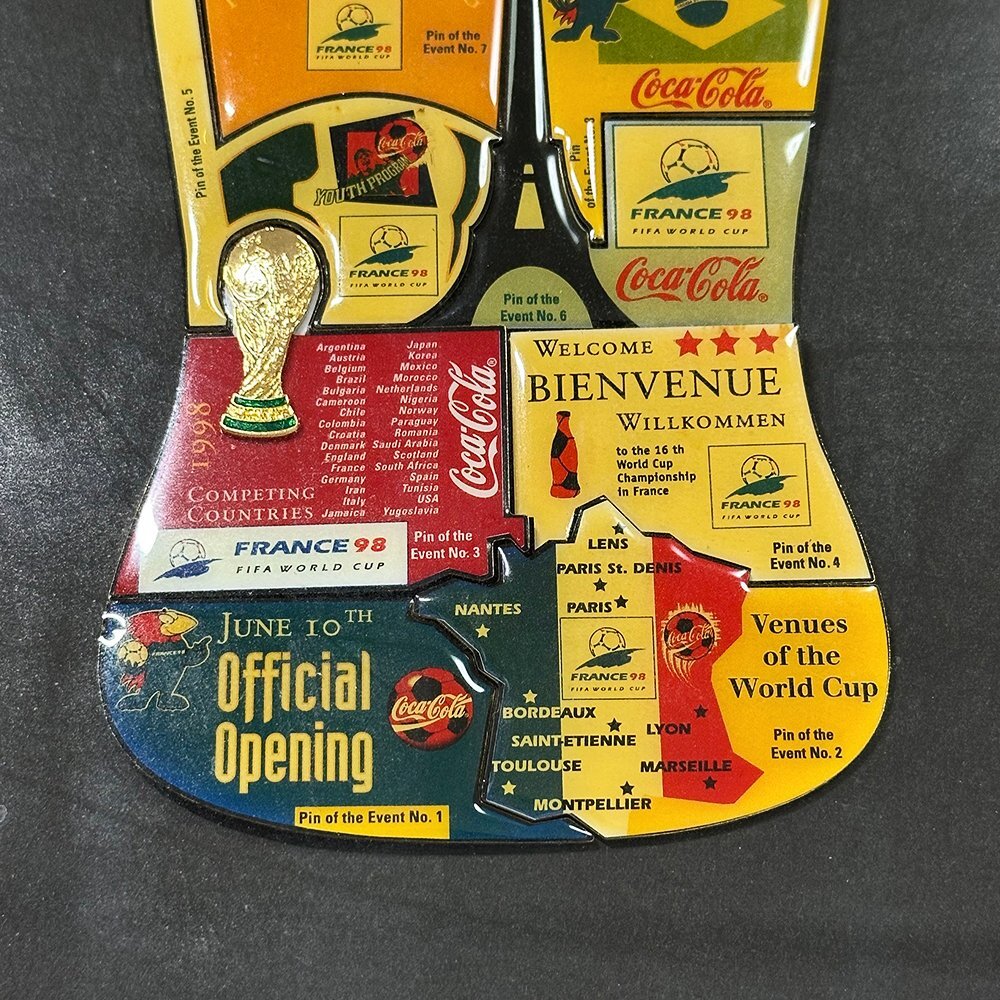 FRANCE 98
FIFA WORLD CUP
Pin of the
Event No. 7
Coca-Cola
Pin of the Event No. 5
Coca-Cola
YOUTH PROGRAM
FRANCE 98
FIFA WORLD CUP
Pin
of the Ev
FRANCE 98
FIFA WORLD CUP
Coca-Cola
Pin of the
Event No. 6
1998
Argentina
Austria
Belgium
Brazil
Bulgaria
Cameroon
Chile
Colombia
Croatia
Denmark
England
France
Germany
Iran
Italy
Jamaica
Japan
Korea
Mexico
Morocco
Netherlands
Nigeria
Norway
Paraguay
Romania
Saudi Arabia
Scotland
South Africa
Spain
Tunisia
USA
Yugoslavia
Coca-Cola
COMPETING
COUNTRIES
FRANCE 98
FIFA WORLD CUP
Pin of the
Event No. 3
WELCOME
BIENVENUE
WILLKOMMEN
to the 16 th
World Cup
Championship
in France
FRANCE 98
FIFA WORLD CUP
Pin of the
Event No. 4
JUNE 10TH
Official
Opening
FRANCE 98
Coca-Cola
Pin of the Event No. 1
LENS
PARIS St. DENIS
PARIS
NANTES
FRANCE 98
FIFA WORLD CUP
Coca-Cola
BORDEAUX
SAINT-ETIENNE
LYON
TOULOUSE
MARSEILLE
MONTPELLIER
Venues
of the
World Cup
Pin of the
Event No. 2